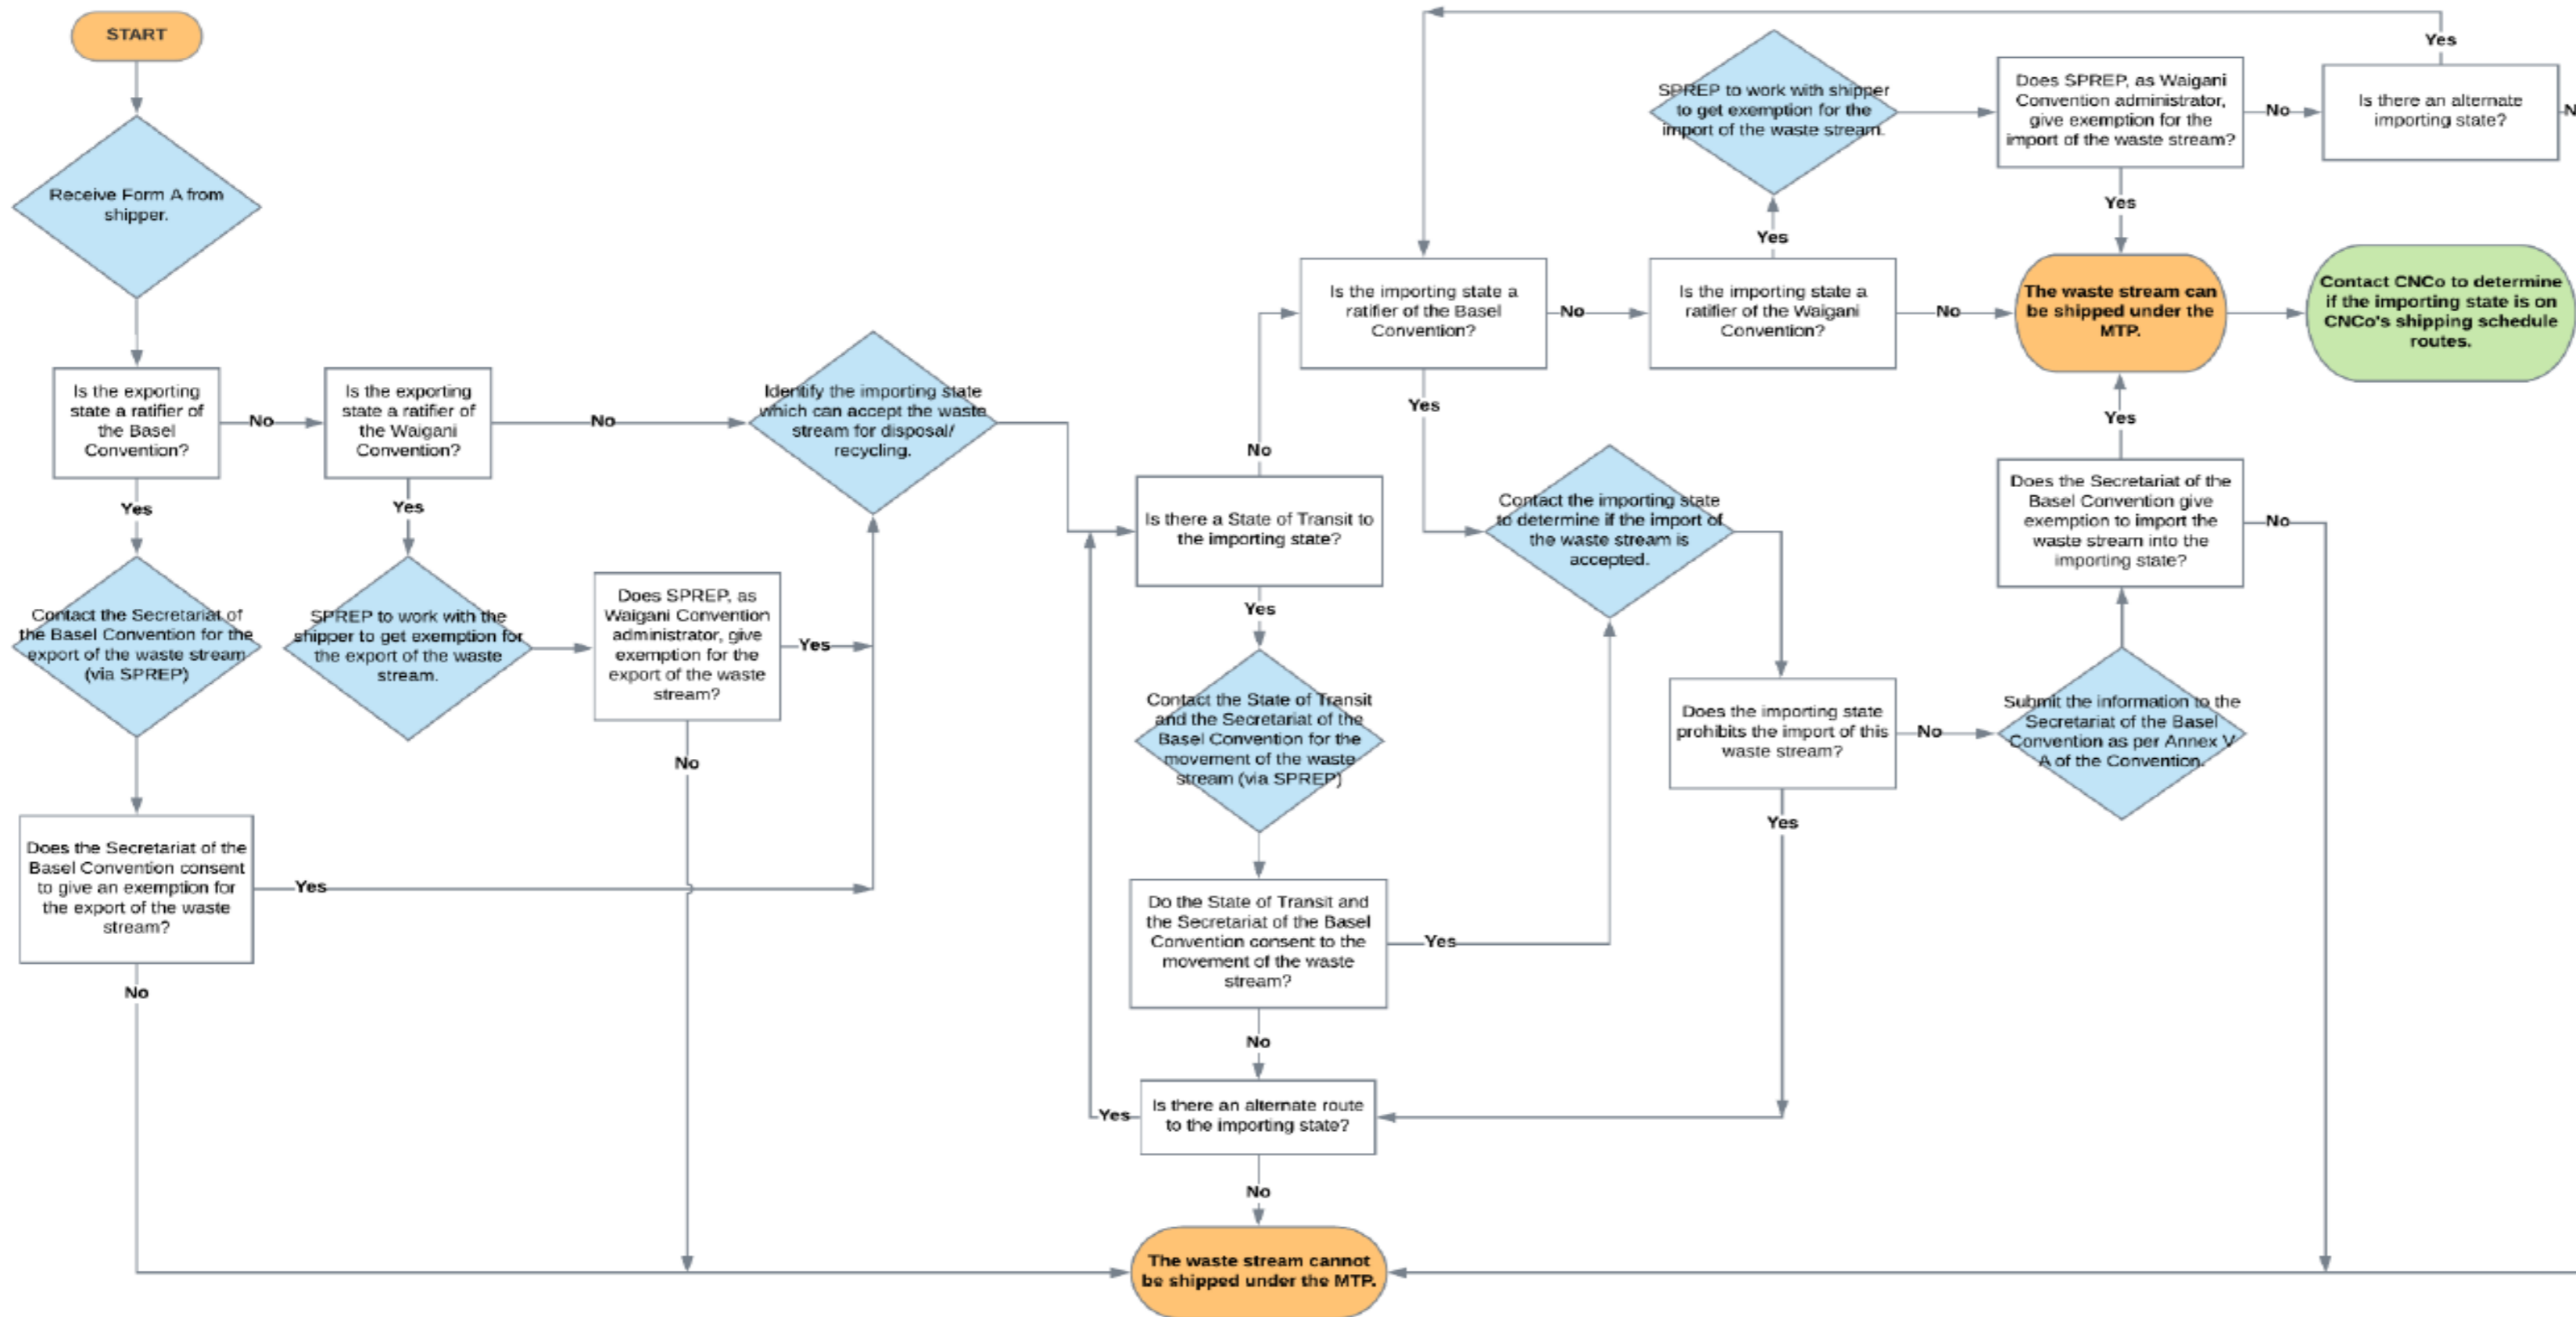 START
Receive Form A from
shipper.
Is the exporting
state a ratifier of
the Basel
Convention?
No
Is the exporting
state a ratifier of
the Waigani
Convention?
No
Identify the importing state
which can accept the waste
stream for disposal/
recycling.
Yes
Contact the Secretariat of
the Basel Convention for the
export of the waste stream
(via SPREP)
Yes
SPREP to work with the
shipper to get exemption for
the export of the waste
stream.
Does SPREP, as
Waigani Convention
administrator, give
exemption for the
export of the waste
stream?
Yes
No
Does the Secretariat of the
Basel Convention consent
to give an exemption for
the export of the waste
stream?
Yes
No
Is there a State of Transit to
the importing state?
No
Yes
Contact the State of Transit
and the Secretariat of the
Basel Convention for the
movement of the waste
stream (via SPREP)
Do the State of Transit and
the Secretariat of the Basel
Convention consent to the
movement of the waste
stream?
Yes
No
Is there an alternate route
to the importing state?
Yes
No
The waste stream cannot
be shipped under the MTP.
Is the importing state a
ratifier of the Basel
Convention?
No
Yes
Contact the importing state
to determine if the import of
the waste stream is
accepted.
Does the importing state
prohibits the import of this
waste stream?
No
Yes
Submit the information to the
Secretariat of the Basel
Convention as per Annex V
A of the Convention.
Does the Secretariat of the
Basel Convention give
exemption to import the
waste stream into the
importing state?
No
Yes
Is the importing state a
ratifier of the Waigani
Convention?
Yes
No
SPREP to work with shipper
to get exemption for the
import of the waste stream.
Does SPREP, as Waigani
Convention administrator,
give exemption for the
import of the waste stream?
No
Yes
Is there an alternate
importing state?
Yes
N
The waste stream can
be shipped under the
MTP.
Contact CNCo to determine
if the importing state is on
CNCo's shipping schedule
routes.